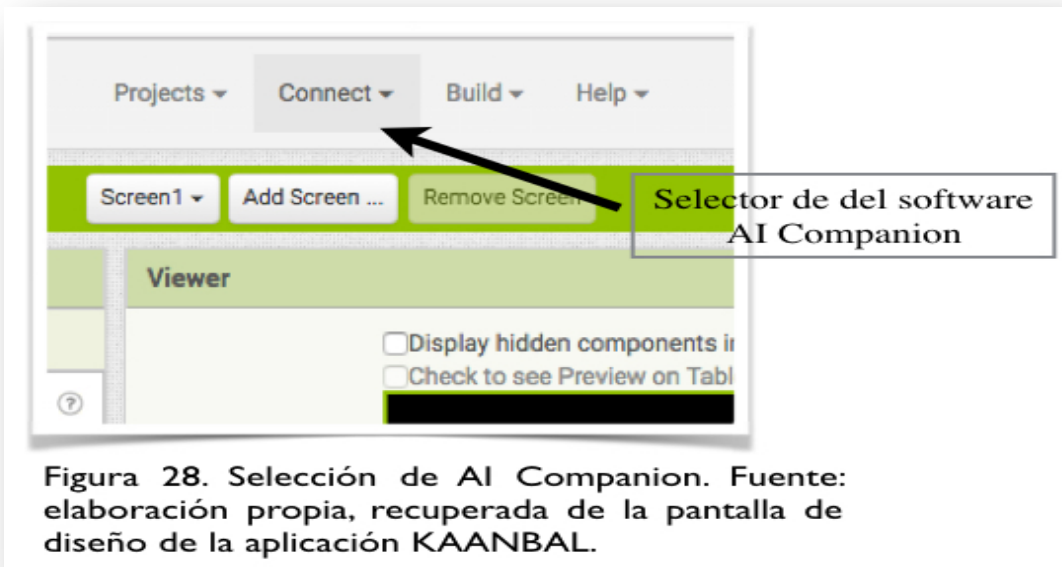 Projects Connect Build Help
Screen1 Add Screen ... Remove Screen
Selector de del software
AI Companion
Viewer
Display hidden components
Check to see Preview on
?
Figura 28. Selección de AI Companion. Fuente:
elaboración propia, recuperada de la pantalla de
diseño de la aplicación KAANBAL.